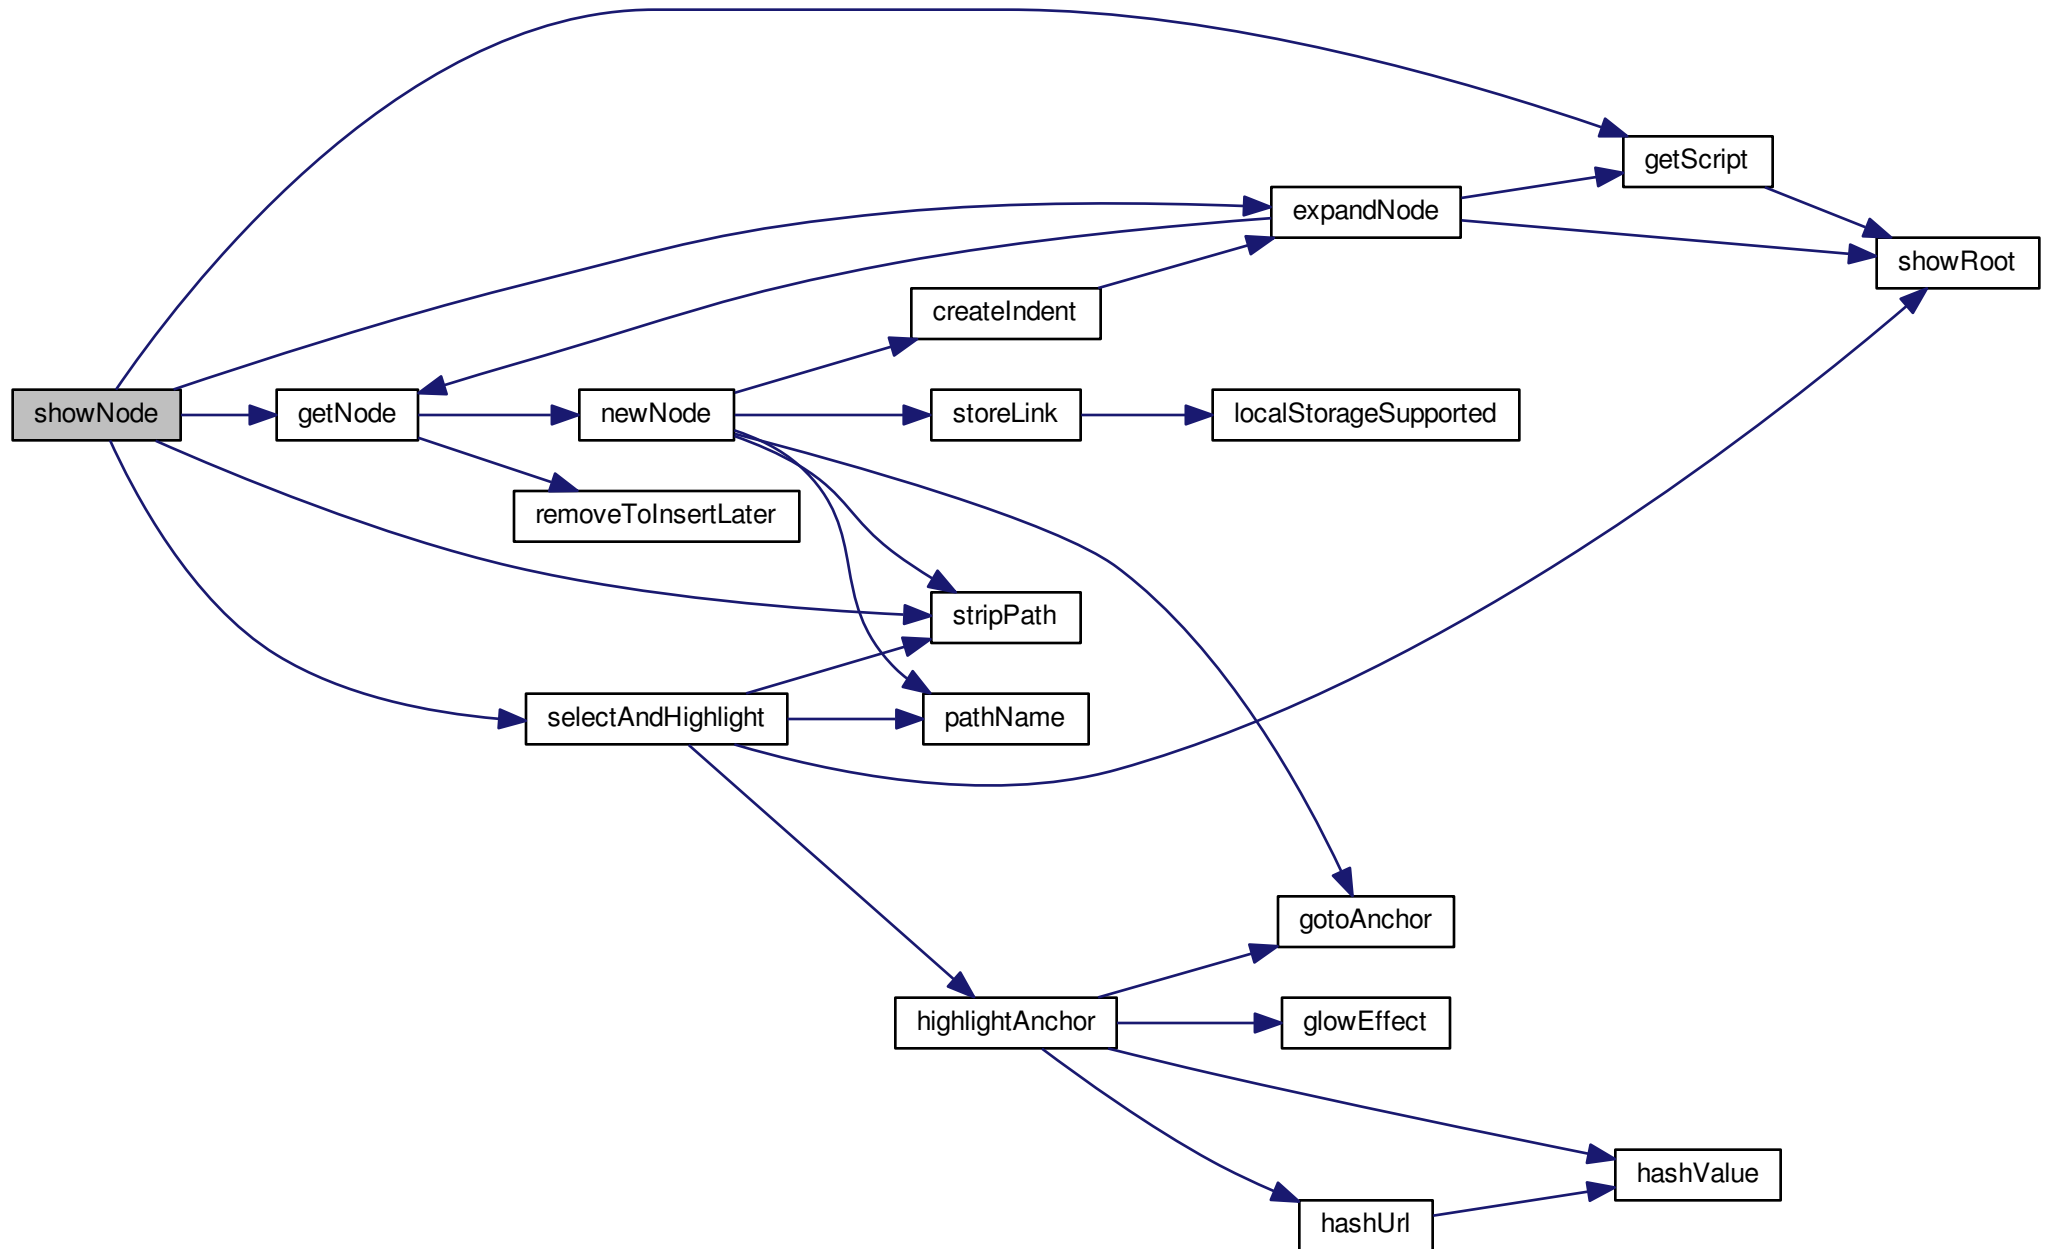 getScript
expandNode
showRoot
createIndent
showNode
getNode
newNode
storeLink
localStorageSupported
removeToInsertLater
stripPath
selectAndHighlight
pathName
gotoAnchor
highlightAnchor
glowEffect
hashValue
hashUrl